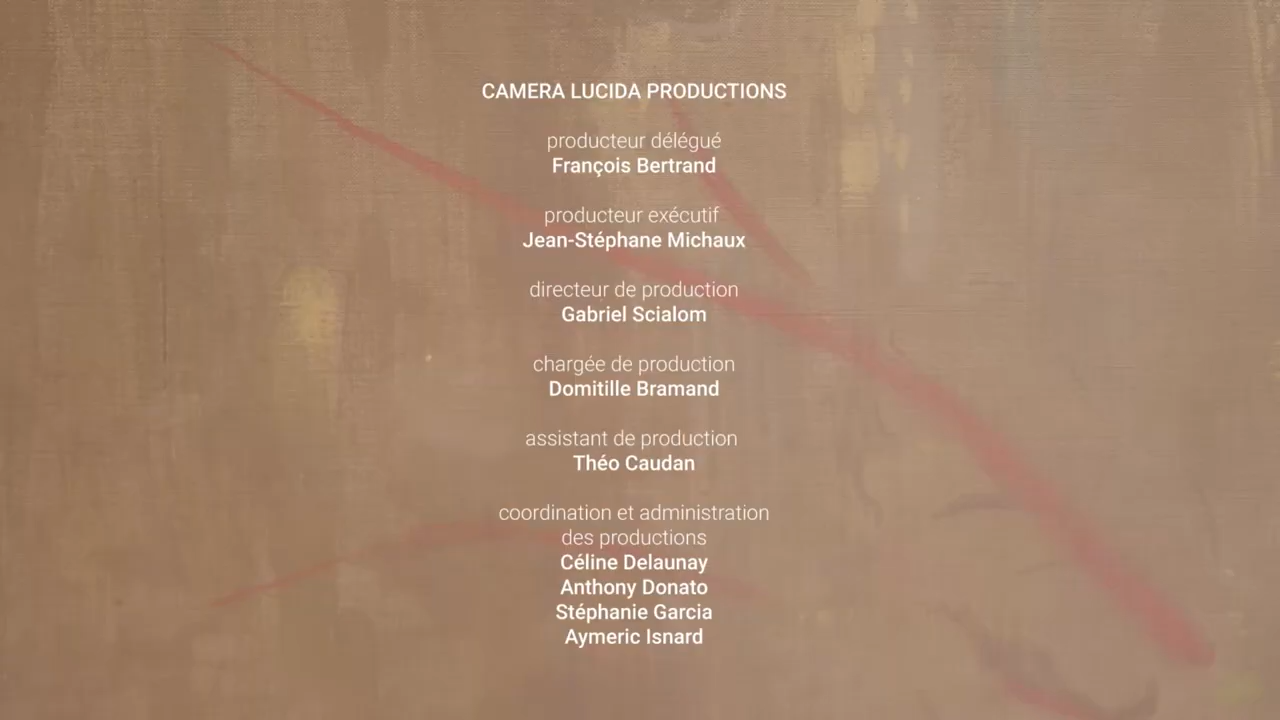 CAMERA LUCIDA PRODUCTIONS
producteur délégué
François Bertrand
producteur exécutif
Jean-Stéphane Michaux
directeur de production
Gabriel Scialom
chargée de production
Domitille Bramand
assistant de production
Théo Caudan
coordination et administration
des productions
Céline Delaunay
Anthony Donato
Stéphanie Garcia
Aymeric Isnard